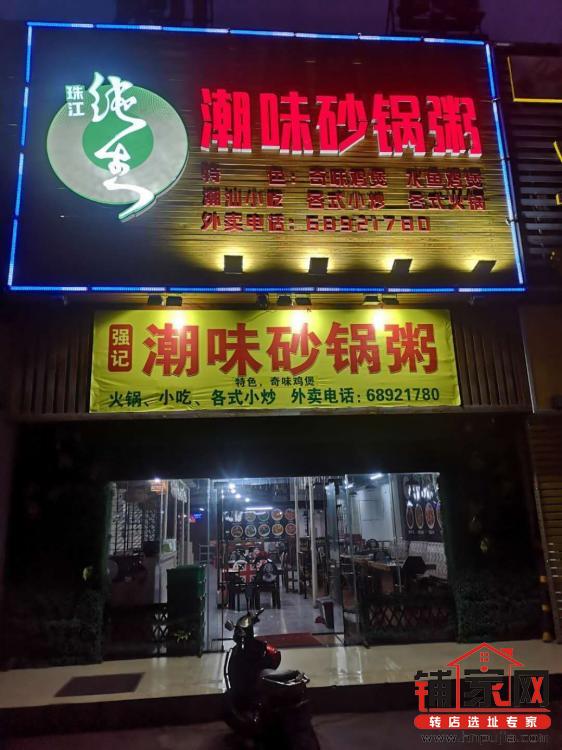 珠江
纯生
潮味砂锅粥
特 色：奇味鸡煲 水鱼鸡煲
潮汕小吃 各式小炒 各式火锅
外卖电话：68921780
强记
潮味砂锅粥
特色，奇味鸡煲
火锅、小吃、各式小炒 外卖电话：68921780
铺家网
转店选址专家
www.hnpujia.com